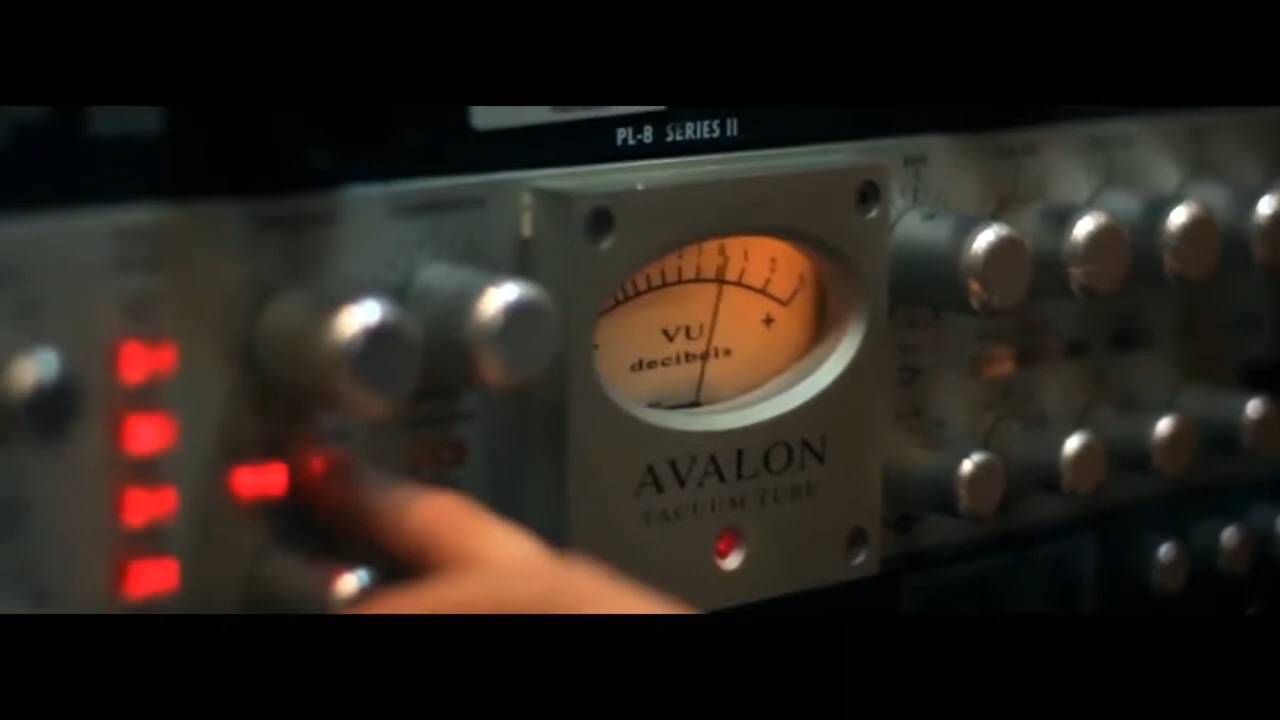 PL-8 SERIES II
VU
decibels
AVALON
VACUUM TUBE